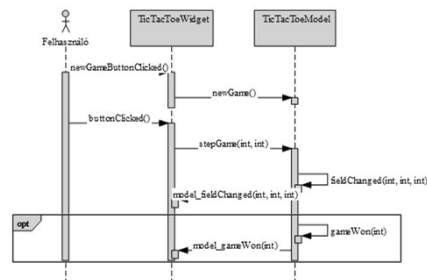 TicTacToeWidget
TicTacToeModel
Felhasználó
newGameButtonClicked()
newGame()
buttonClicked()
stepGame(int, int)
fieldChanged(int, int, int)
model_fieldChanged(int, int, int)
opt
gameWon(int)
model_gameWon(int)